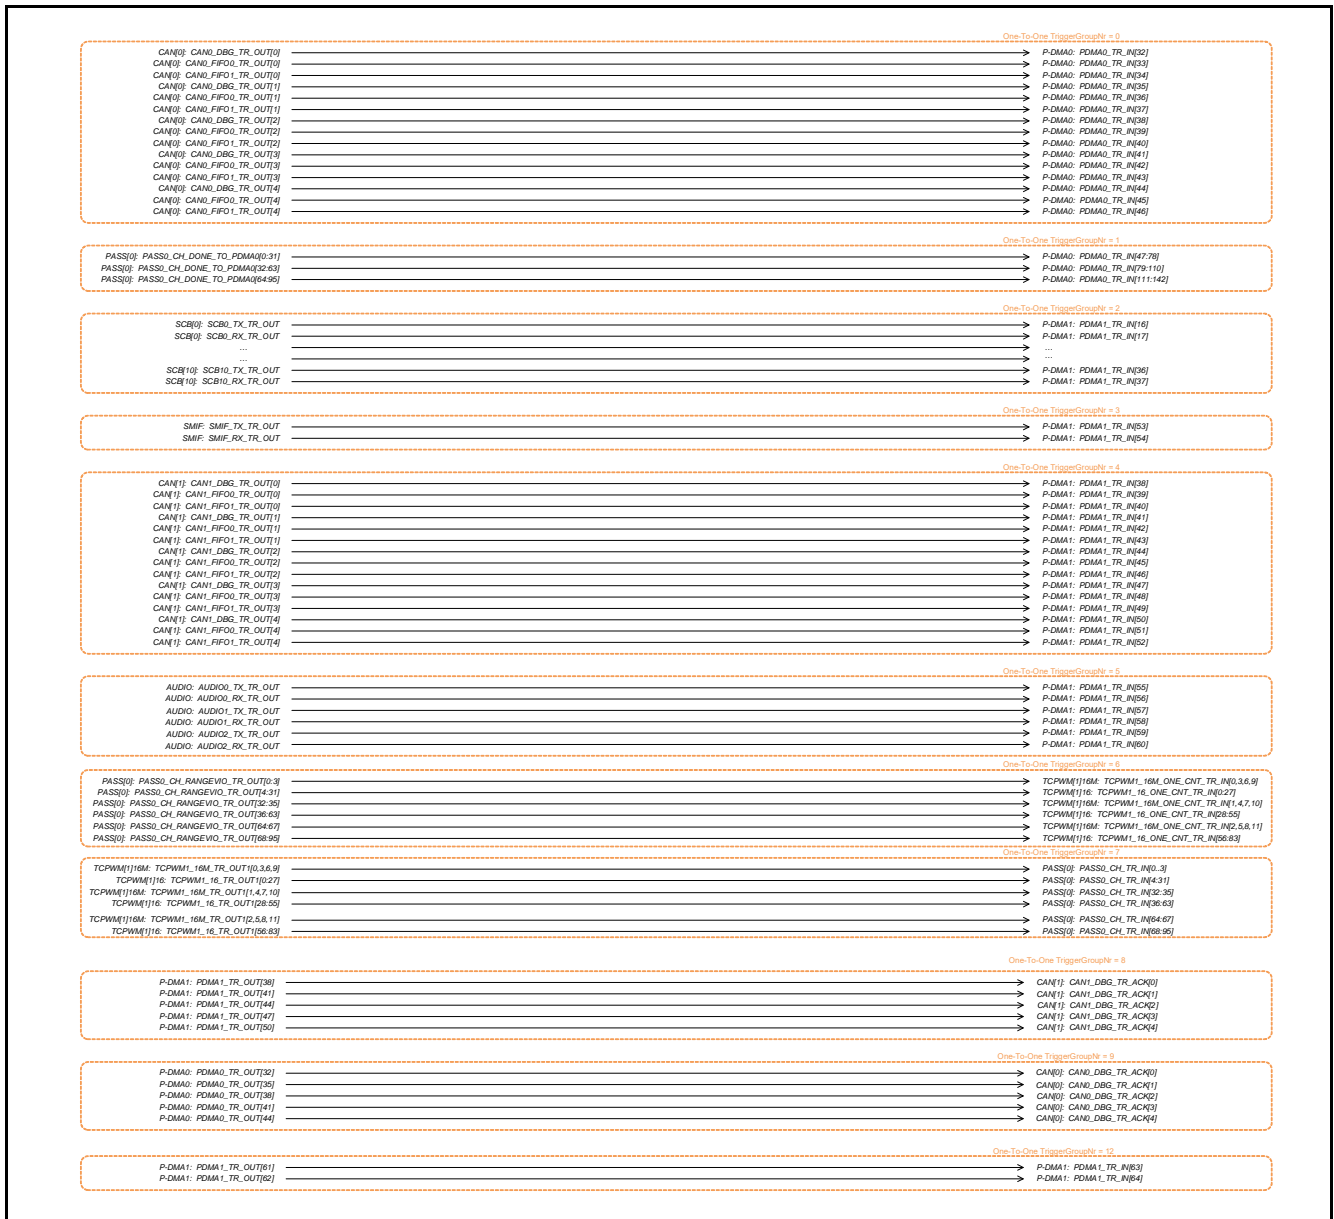 One-To-One TriggerGroupNr = 0
CAN[0]: CAN0_DBG_TR_OUT[0] P-DMA0: PDMA0_TR_IN[32]
CAN[0]: CAN0_FIFO0_TR_OUT[0] P-DMA0: PDMA0_TR_IN[33]
CAN[0]: CAN0_FIFO1_TR_OUT[0] P-DMA0: PDMA0_TR_IN[34]
CAN[0]: CAN0_DBG_TR_OUT[1] P-DMA0: PDMA0_TR_IN[35]
CAN[0]: CAN0_FIFO0_TR_OUT[1] P-DMA0: PDMA0_TR_IN[36]
CAN[0]: CAN0_FIFO1_TR_OUT[1] P-DMA0: PDMA0_TR_IN[37]
CAN[0]: CAN0_DBG_TR_OUT[2] P-DMA0: PDMA0_TR_IN[38]
CAN[0]: CAN0_FIFO0_TR_OUT[2] P-DMA0: PDMA0_TR_IN[39]
CAN[0]: CAN0_FIFO1_TR_OUT[2] P-DMA0: PDMA0_TR_IN[40]
CAN[0]: CAN0_DBG_TR_OUT[3] P-DMA0: PDMA0_TR_IN[41]
CAN[0]: CAN0_FIFO0_TR_OUT[3] P-DMA0: PDMA0_TR_IN[42]
CAN[0]: CAN0_FIFO1_TR_OUT[3] P-DMA0: PDMA0_TR_IN[43]
CAN[0]: CAN0_DBG_TR_OUT[4] P-DMA0: PDMA0_TR_IN[44]
CAN[0]: CAN0_FIFO0_TR_OUT[4] P-DMA0: PDMA0_TR_IN[45]
CAN[0]: CAN0_FIFO1_TR_OUT[4] P-DMA0: PDMA0_TR_IN[46]
One-To-One TriggerGroupNr = 1
PASS[0]: PASS0_CH_DONE_TO_PDMA0[0:31] P-DMA0: PDMA0_TR_IN[47:78]
PASS[0]: PASS0_CH_DONE_TO_PDMA0[32:63] P-DMA0: PDMA0_TR_IN[79:110]
PASS[0]: PASS0_CH_DONE_TO_PDMA0[64:95] P-DMA0: PDMA0_TR_IN[111:142]
One-To-One TriggerGroupNr = 2
SCB[0]: SCB0_TX_TR_OUT P-DMA1: PDMA1_TR_IN[16]
SCB[0]: SCB0_RX_TR_OUT P-DMA1: PDMA1_TR_IN[17]
... ...
... ...
SCB[10]: SCB10_TX_TR_OUT P-DMA1: PDMA1_TR_IN[36]
SCB[10]: SCB10_RX_TR_OUT P-DMA1: PDMA1_TR_IN[37]
One-To-One TriggerGroupNr = 3
SMIF: SMIF_TX_TR_OUT P-DMA1: PDMA1_TR_IN[53]
SMIF: SMIF_RX_TR_OUT P-DMA1: PDMA1_TR_IN[54]
One-To-One TriggerGroupNr = 4
CAN[1]: CAN1_DBG_TR_OUT[0] P-DMA1: PDMA1_TR_IN[38]
CAN[1]: CAN1_FIFO0_TR_OUT[0] P-DMA1: PDMA1_TR_IN[39]
CAN[1]: CAN1_FIFO1_TR_OUT[0] P-DMA1: PDMA1_TR_IN[40]
CAN[1]: CAN1_DBG_TR_OUT[1] P-DMA1: PDMA1_TR_IN[41]
CAN[1]: CAN1_FIFO0_TR_OUT[1] P-DMA1: PDMA1_TR_IN[42]
CAN[1]: CAN1_FIFO1_TR_OUT[1] P-DMA1: PDMA1_TR_IN[43]
CAN[1]: CAN1_DBG_TR_OUT[2] P-DMA1: PDMA1_TR_IN[44]
CAN[1]: CAN1_FIFO0_TR_OUT[2] P-DMA1: PDMA1_TR_IN[45]
CAN[1]: CAN1_FIFO1_TR_OUT[2] P-DMA1: PDMA1_TR_IN[46]
CAN[1]: CAN1_DBG_TR_OUT[3] P-DMA1: PDMA1_TR_IN[47]
CAN[1]: CAN1_FIFO0_TR_OUT[3] P-DMA1: PDMA1_TR_IN[48]
CAN[1]: CAN1_FIFO1_TR_OUT[3] P-DMA1: PDMA1_TR_IN[49]
CAN[1]: CAN1_DBG_TR_OUT[4] P-DMA1: PDMA1_TR_IN[50]
CAN[1]: CAN1_FIFO0_TR_OUT[4] P-DMA1: PDMA1_TR_IN[51]
CAN[1]: CAN1_FIFO1_TR_OUT[4] P-DMA1: PDMA1_TR_IN[52]
One-To-One TriggerGroupNr = 5
AUDIO: AUDIO0_TX_TR_OUT P-DMA1: PDMA1_TR_IN[55]
AUDIO: AUDIO0_RX_TR_OUT P-DMA1: PDMA1_TR_IN[56]
AUDIO: AUDIO1_TX_TR_OUT P-DMA1: PDMA1_TR_IN[57]
AUDIO: AUDIO1_RX_TR_OUT P-DMA1: PDMA1_TR_IN[58]
AUDIO: AUDIO2_TX_TR_OUT P-DMA1: PDMA1_TR_IN[59]
AUDIO: AUDIO2_RX_TR_OUT P-DMA1: PDMA1_TR_IN[60]
One-To-One TriggerGroupNr = 6
PASS[0]: PASS0_CH_RANGEVIO_TR_OUT[0:3] TCPWM[1]16M: TCPWM1_16M_ONE_CNT_TR_IN[0,3,6,9]
PASS[0]: PASS0_CH_RANGEVIO_TR_OUT[4:31] TCPWM[1]16: TCPWM1_16_ONE_CNT_TR_IN[0:27]
PASS[0]: PASS0_CH_RANGEVIO_TR_OUT[32:35] TCPWM[1]16M: TCPWM1_16M_ONE_CNT_TR_IN[1,4,7,10]
PASS[0]: PASS0_CH_RANGEVIO_TR_OUT[36:63] TCPWM[1]16: TCPWM1_16_ONE_CNT_TR_IN[28:55]
PASS[0]: PASS0_CH_RANGEVIO_TR_OUT[64:67] TCPWM[1]16M: TCPWM1_16M_ONE_CNT_TR_IN[2,5,8,11]
PASS[0]: PASS0_CH_RANGEVIO_TR_OUT[68:95] TCPWM[1]16: TCPWM1_16_ONE_CNT_TR_IN[56:83]
One-To-One TriggerGroupNr = 7
TCPWM[1]16M: TCPWM1_16M_TR_OUT1[0,3,6,9] PASS[0]: PASS0_CH_TR_IN[0..3]
TCPWM[1]16: TCPWM1_16_TR_OUT1[0:27] PASS[0]: PASS0_CH_TR_IN[4:31]
TCPWM[1]16M: TCPWM1_16M_TR_OUT1[1,4,7,10] PASS[0]: PASS0_CH_TR_IN[32:35]
TCPWM[1]16: TCPWM1_16_TR_OUT1[28:55] PASS[0]: PASS0_CH_TR_IN[36:63]
TCPWM[1]16M: TCPWM1_16M_TR_OUT1[2,5,8,11] PASS[0]: PASS0_CH_TR_IN[64:67]
TCPWM[1]16: TCPWM1_16_TR_OUT1[56:83] PASS[0]: PASS0_CH_TR_IN[68:95]
One-To-One TriggerGroupNr = 8
P-DMA1: PDMA1_TR_OUT[38] CAN[1]: CAN1_DBG_TR_ACK[0]
P-DMA1: PDMA1_TR_OUT[41] CAN[1]: CAN1_DBG_TR_ACK[1]
P-DMA1: PDMA1_TR_OUT[44] CAN[1]: CAN1_DBG_TR_ACK[2]
P-DMA1: PDMA1_TR_OUT[47] CAN[1]: CAN1_DBG_TR_ACK[3]
P-DMA1: PDMA1_TR_OUT[50] CAN[1]: CAN1_DBG_TR_ACK[4]
One-To-One TriggerGroupNr = 9
P-DMA0: PDMA0_TR_OUT[32] CAN[0]: CAN0_DBG_TR_ACK[0]
P-DMA0: PDMA0_TR_OUT[35] CAN[0]: CAN0_DBG_TR_ACK[1]
P-DMA0: PDMA0_TR_OUT[38] CAN[0]: CAN0_DBG_TR_ACK[2]
P-DMA0: PDMA0_TR_OUT[41] CAN[0]: CAN0_DBG_TR_ACK[3]
P-DMA0: PDMA0_TR_OUT[44] CAN[0]: CAN0_DBG_TR_ACK[4]
One-To-One TriggerGroupNr = 12
P-DMA1: PDMA1_TR_OUT[61] P-DMA1: PDMA1_TR_IN[63]
P-DMA1: PDMA1_TR_OUT[62] P-DMA1: PDMA1_TR_IN[64]